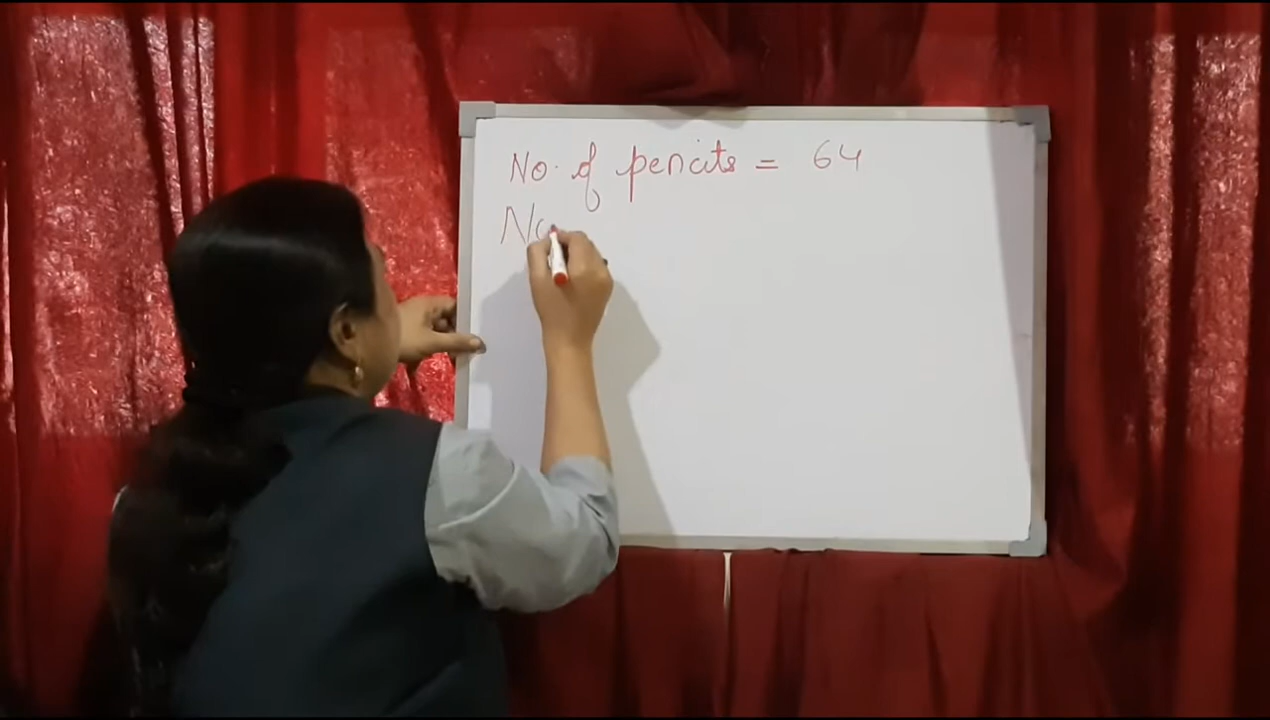 No. of pencils = 64
No